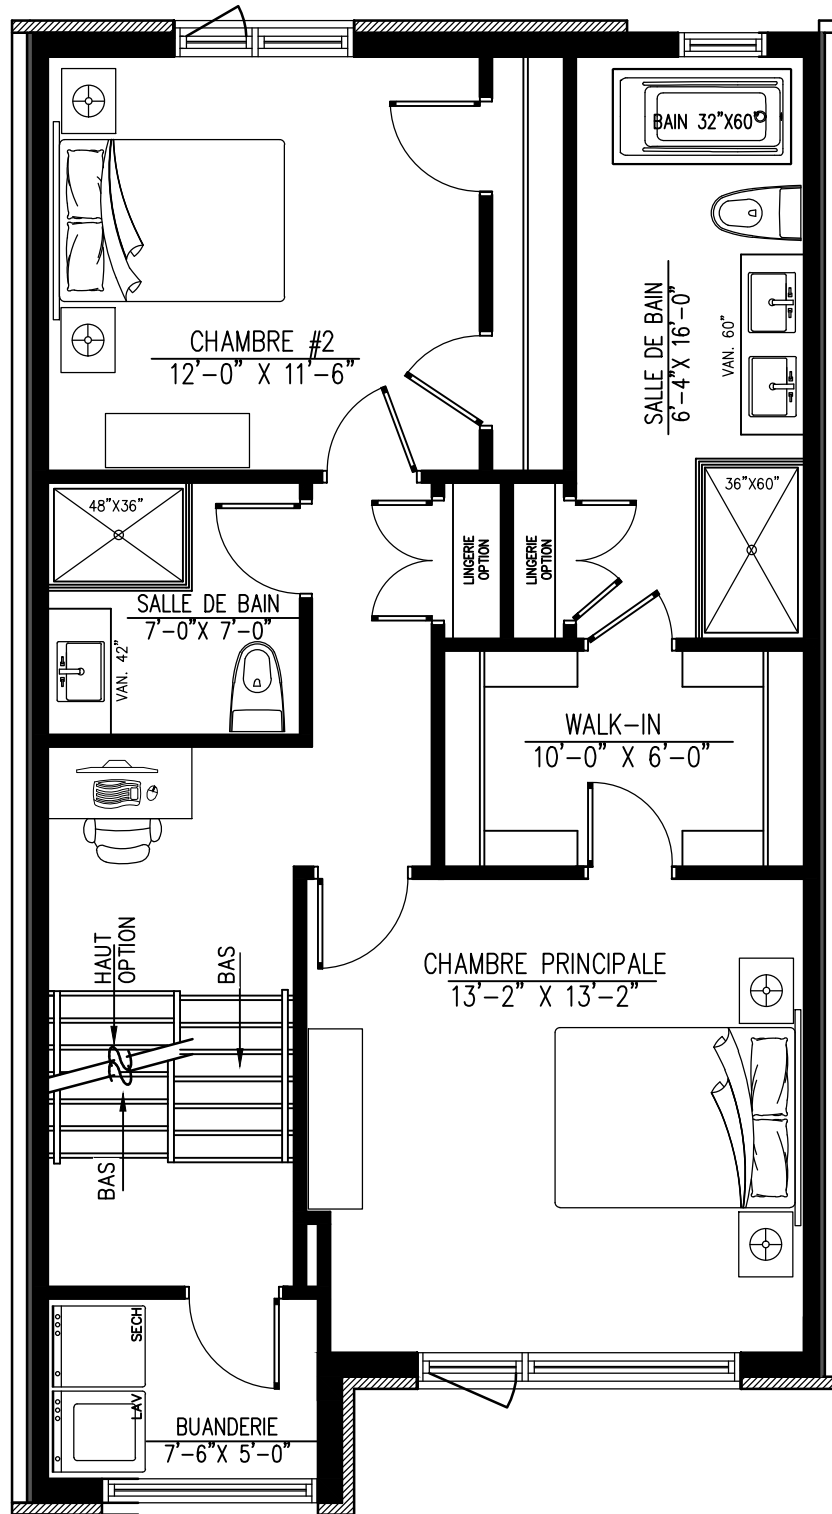 BAIN 32"X60"
CHAMBRE #2
12'-0" X 11'-6"
SALLE DE BAIN
6'-4"X 16'-0"
VAN. 60"
48"X36"
36"X60"
LINGERIE
OPTION
LINGERIE
OPTION
SALLE DE BAIN
7'-0"X 7'-0"
VAN. 42"
WALK-IN
10'-0" X 6'-0"
HAUT
OPTION
BAS
CHAMBRE PRINCIPALE
13'-2" X 13'-2"
BAS
SECH
LAV
BUANDERIE
7'-6"X 5'-0"